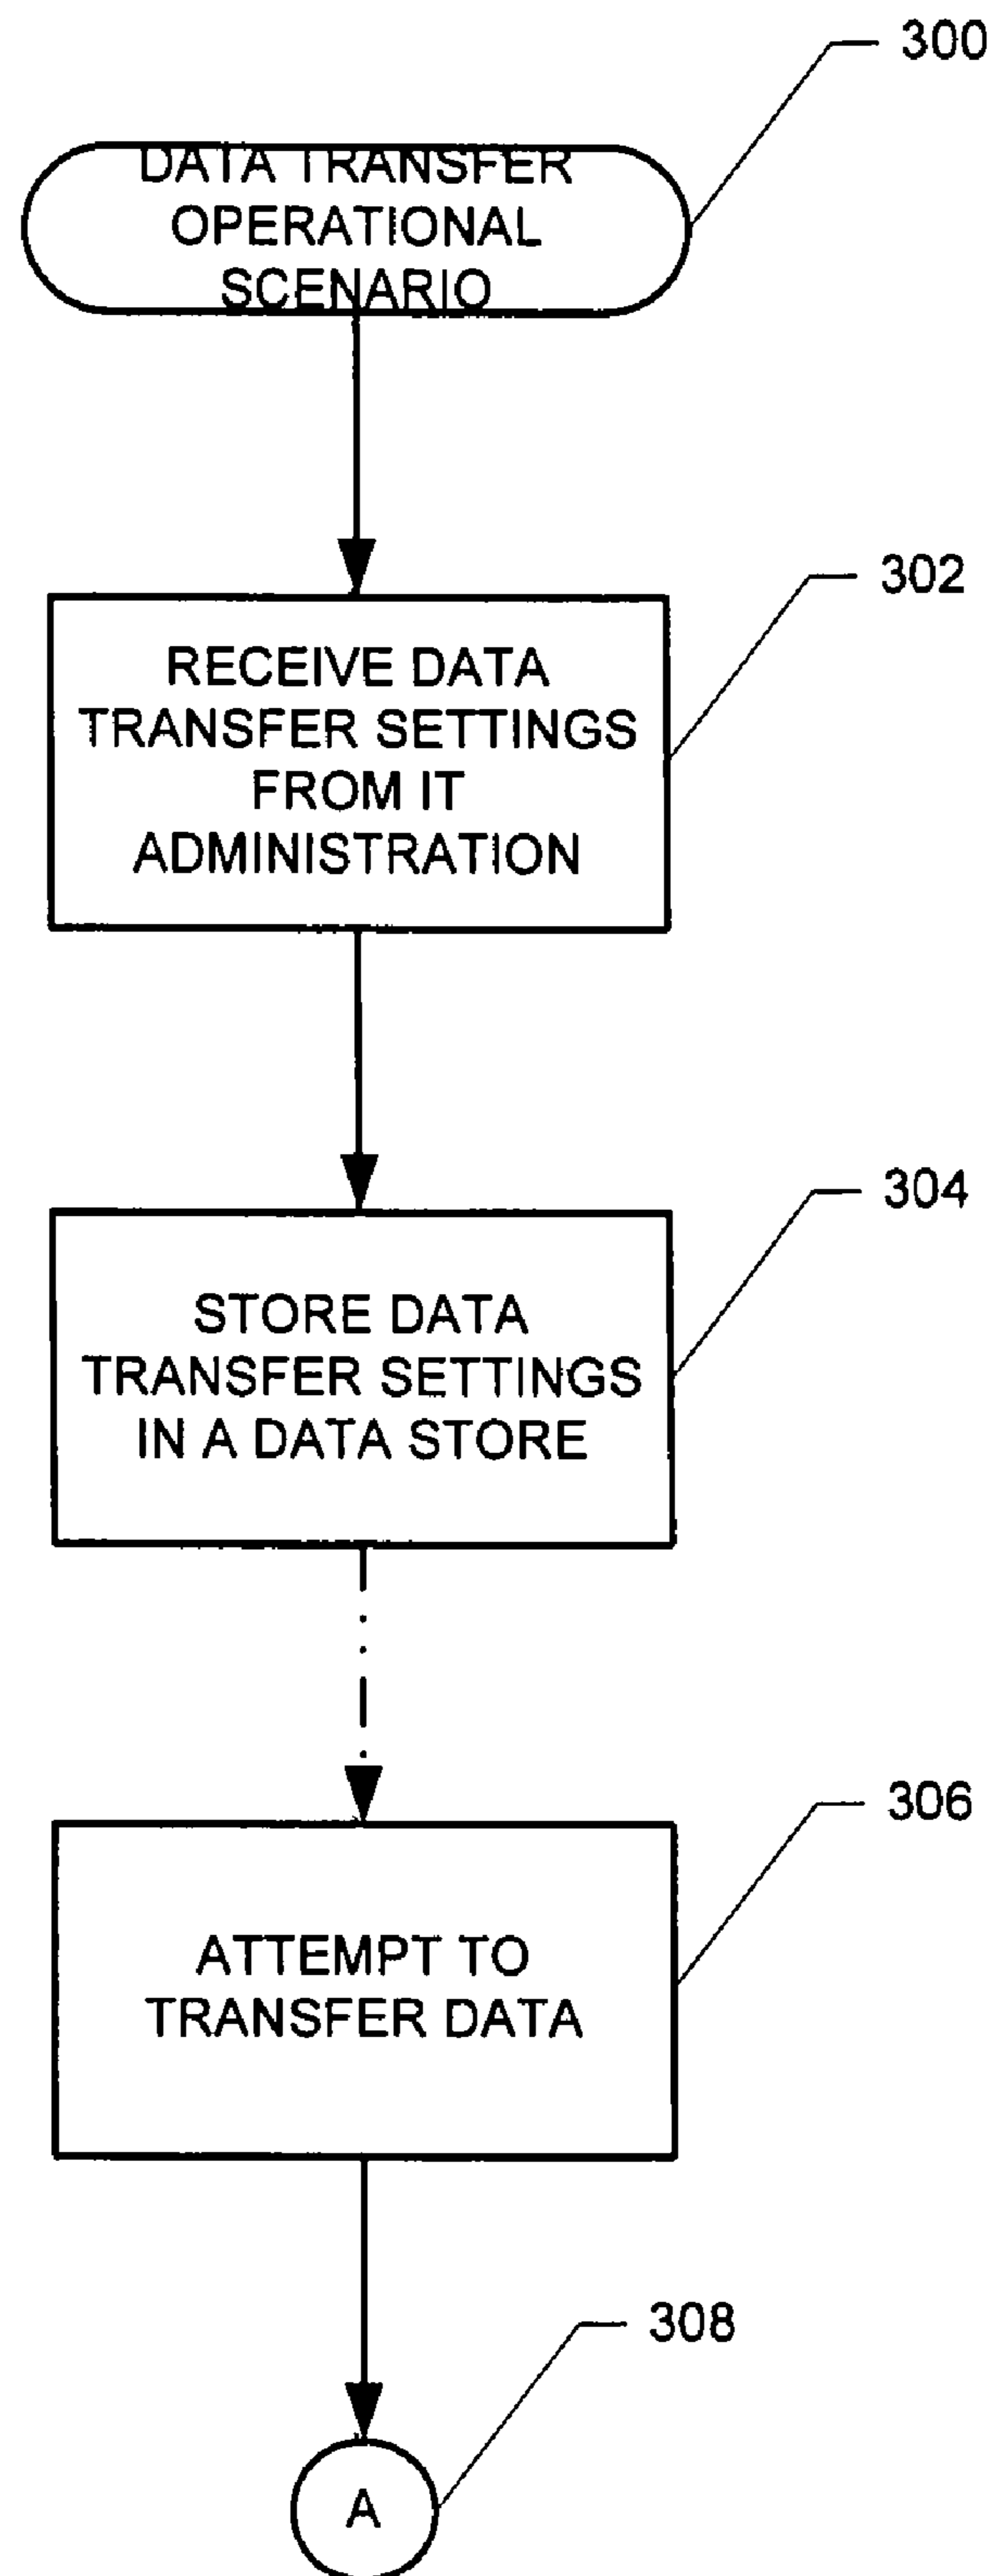 300
DATA TRANSFER
OPERATIONAL
SCENARIO
302
RECEIVE DATA
TRANSFER SETTINGS
FROM IT
ADMINISTRATION
304
STORE DATA
TRANSFER SETTINGS
IN A DATA STORE
306
ATTEMPT TO
TRANSFER DATA
308
A